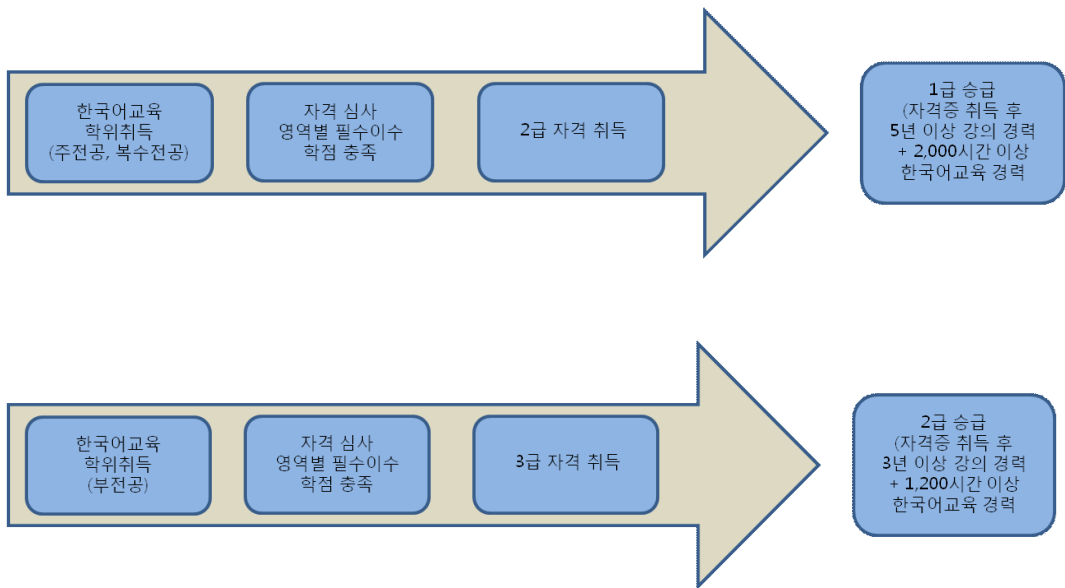 한국어교육
학위취득
(주전공, 복수전공)
자격 심사
영역별 필수이수
학점 충족
2급 자격 취득
1급 승급
(자격증 취득 후
5년 이상 강의 경력
+ 2,000시간 이상
한국어교육 경력
한국어교육
학위취득
(부전공)
자격 심사
영역별 필수이수
학점 충족
3급 자격 취득
2급 승급
(자격증 취득 후
3년 이상 강의 경력
+ 1,200시간 이상
한국어교육 경력